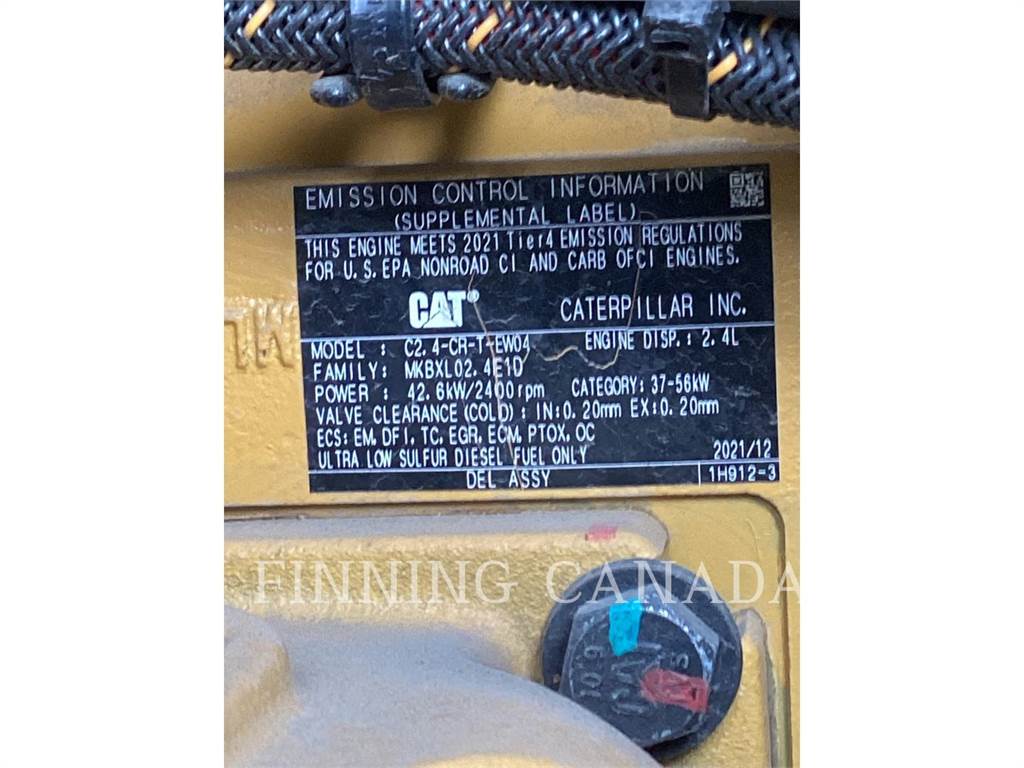 EMISSION CONTROL INFORMATION
(SUPPLEMENTAL LABEL)
THIS ENGINE MEETS 2021 Tier4 EMISSION REGULATIONS
FOR U.S. EPA NONROAD CI AND CARB OFCI ENGINES.
CAT® CATERPILLAR INC.
MODEL : C2.4-CR-T-EW04 ENGINE DISP.: 2.4L
FAMILY: MKBXL02.4E1D
POWER : 42.6kW/2400rpm CATEGORY: 37-56kW
VALVE CLEARANCE (COLD) : IN:0.20mm EX:0.20mm
ECS: EM, DFI, TC, EGR, ECM, PTOX, OC
ULTRA LOW SULFUR DIESEL FUEL ONLY 2021/12
DEL ASSY 1H912-3
FINNING CANADA
10.9